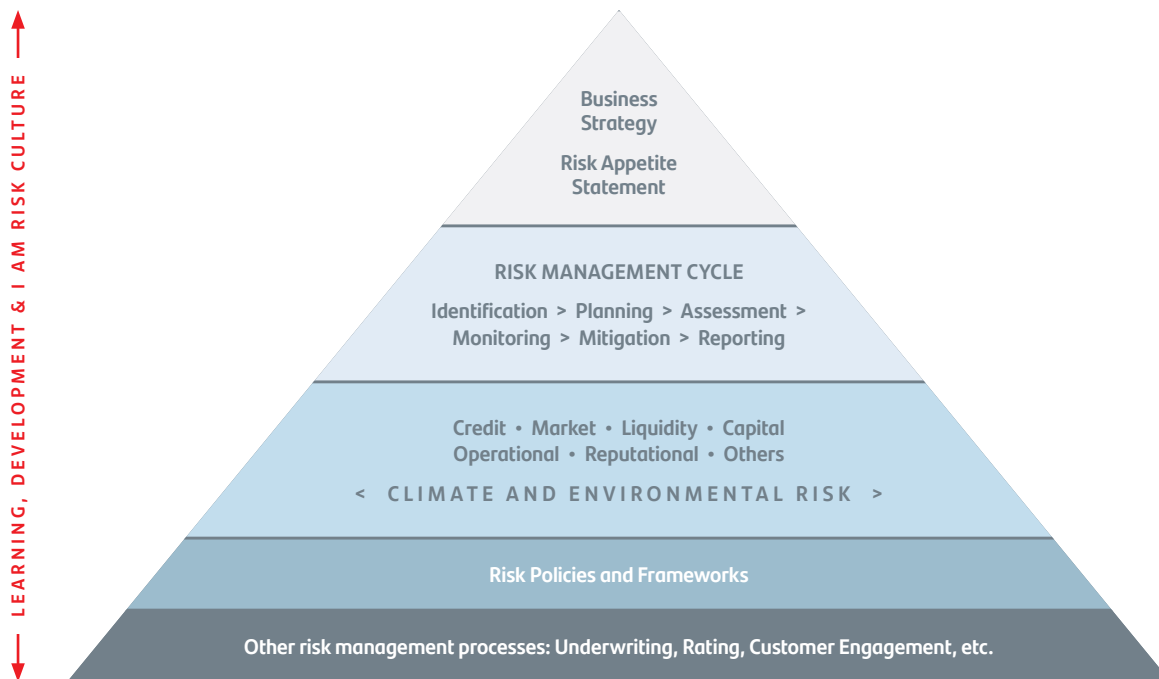 LEARNING, DEVELOPMENT & I AM RISK CULTURE
Business
Strategy
Risk Appetite
Statement
RISK MANAGEMENT CYCLE
Identification > Planning > Assessment >
Monitoring > Mitigation > Reporting
Credit • Market • Liquidity • Capital
Operational • Reputational • Others
< CLIMATE AND ENVIRONMENTAL RISK >
Risk Policies and Frameworks
Other risk management processes: Underwriting, Rating, Customer Engagement, etc.